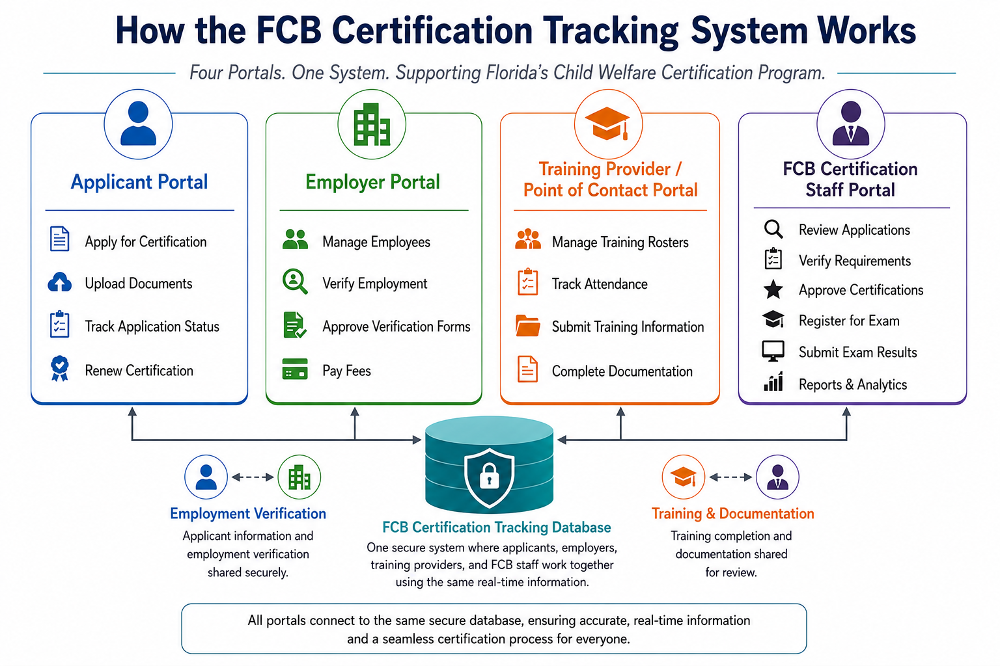 How the FCB Certification Tracking System Works
Four Portals. One System. Supporting Florida's Child Welfare Certification Program.
Applicant Portal
Apply for Certification
Upload Documents
Track Application Status
Renew Certification
Employer Portal
Manage Employees
Verify Employment
Approve Verification Forms
Pay Fees
Training Provider /
Point of Contact Portal
Manage Training Rosters
Track Attendance
Submit Training Information
Complete Documentation
FCB Certification
Staff Portal
Review Applications
Verify Requirements
Approve Certifications
Register for Exam
Submit Exam Results
Reports & Analytics
Employment Verification
Applicant information and
employment verification
shared securely.
FCB Certification Tracking Database
One secure system where applicants, employers,
training providers, and FCB staff work together
using the same real-time information.
Training & Documentation
Training completion and
documentation shared
for review.
All portals connect to the same secure database, ensuring accurate, real-time information
and a seamless certification process for everyone.